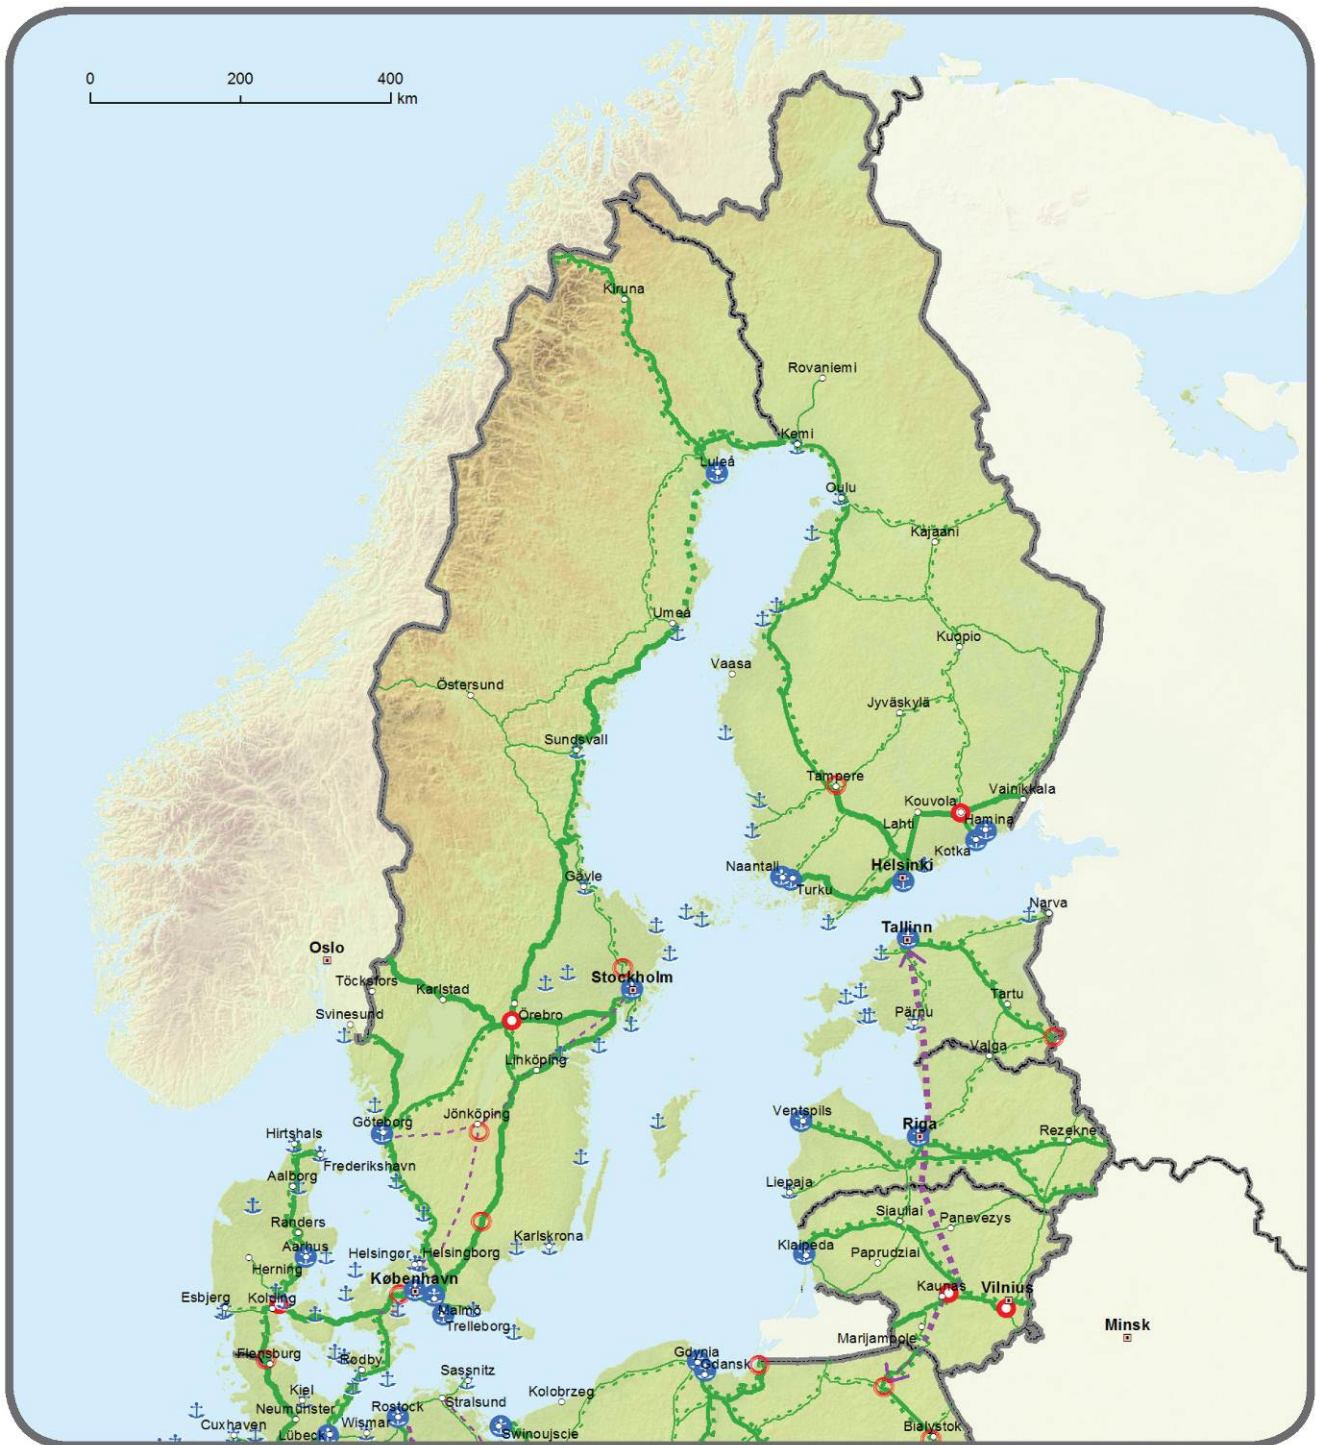 0 200 400
km
Kiruna
Rovaniemi
Kemi
Luleå
Oulu
Kajaani
Umeå
Kuopio
Vaasa
Östersund
Jyväskylä
Sundsvall
Tampere
Vainikkala
Kouvola
Lahti
Hamina
Kotka
Naantali
Helsinki
Gävle
Turku
Narva
Tallinn
Oslo
Stockholm
Töcksfors
Karlstad
Tartu
Svinesund
Örebro
Pärnu
Valga
Linköping
Ventspils
Jönköping
Göteborg
Riga
Rezekne
Hirtshals
Frederikshavn
Aalborg
Liepaja
Siauliai
Panevezys
Randers
Karlskrona
Aarhus
Helsingør
Helsingborg
Klaipeda
Paprudziai
Herning
København
Kaunas
Vilnius
Esbjerg
Kolding
Malmö
Trelleborg
Minsk
Marijampole
Flensburg
Rødby
Gdynia
Gdansk
Sassnitz
Kiel
Kolobrzeg
Stralsund
Neumünster
Rostock
Cuxhaven
Wismar
Lübeck
Swinoujscie
Bialystok